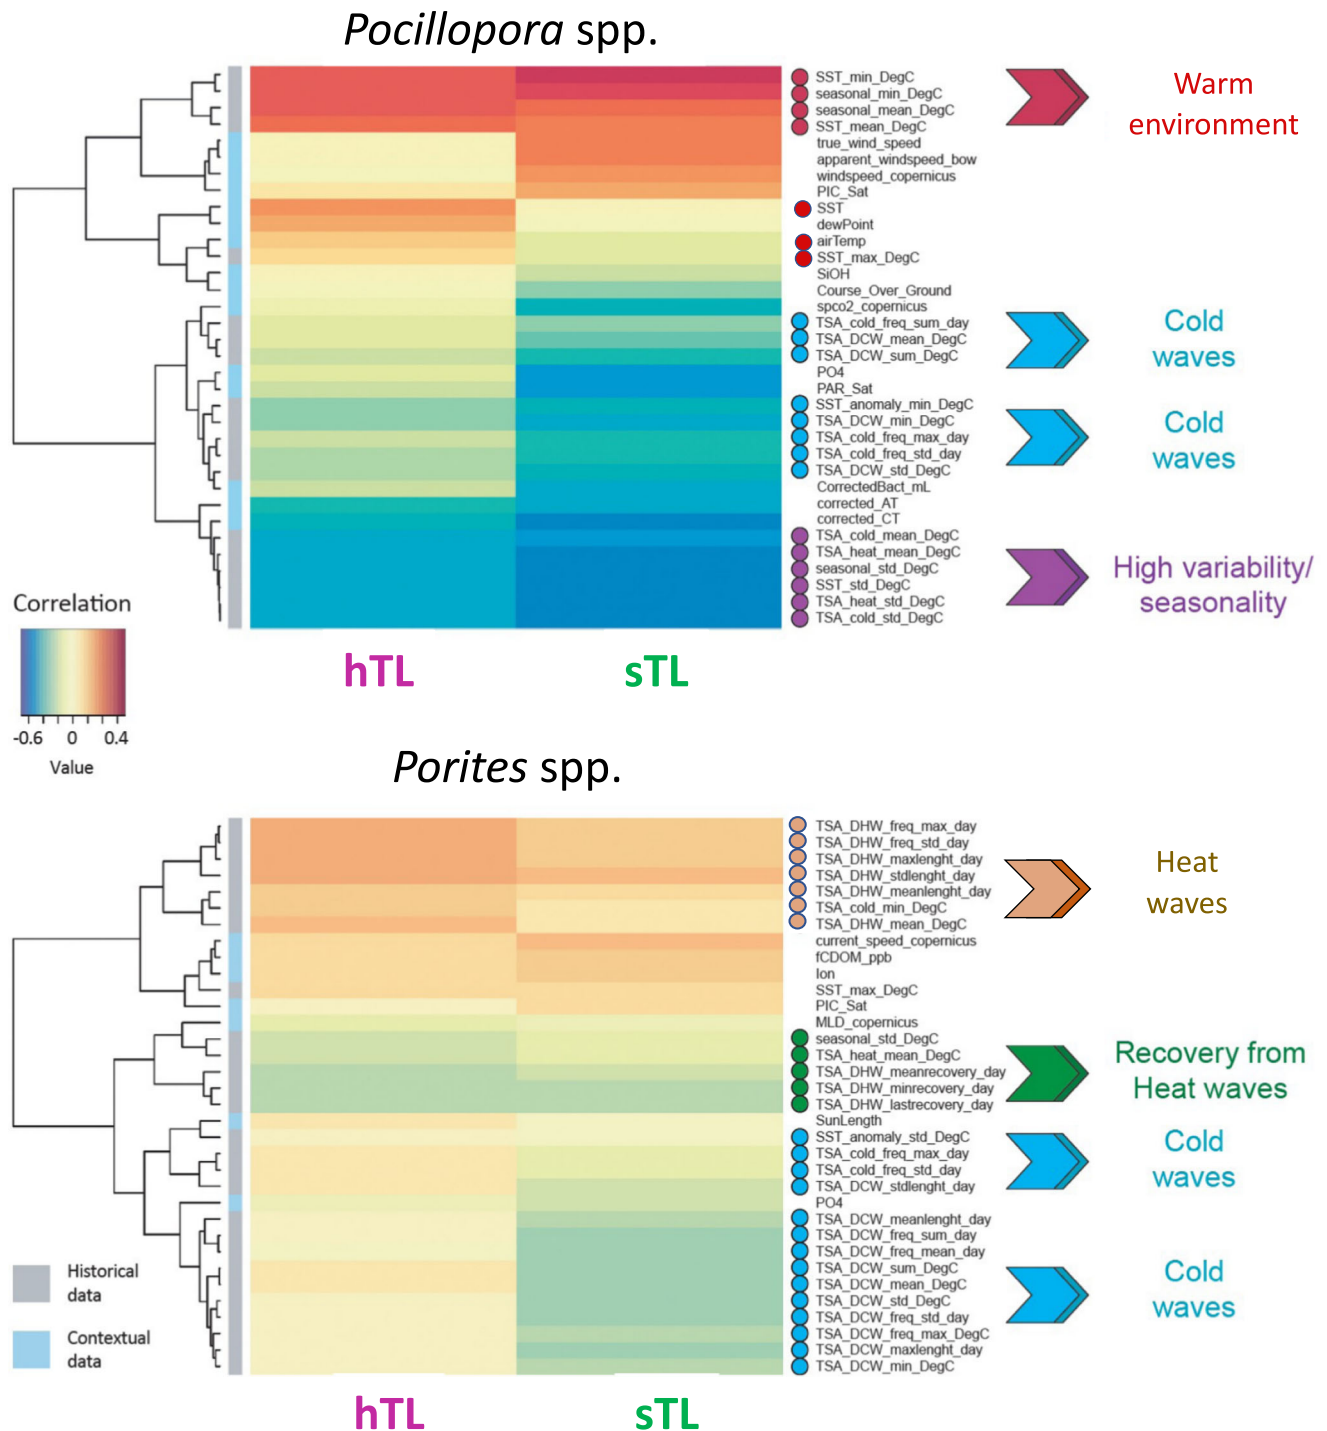 Pocillopora spp.
SST_min_DegC
seasonal_min_DegC
seasonal_mean_DegC
SST_mean_DegC
true_wind_speed
apparent_windspeed_bow
windspeed_copernicus
PIC_Sat
SST
dewPoint
airTemp
SST_max_DegC
SiOH
Course_Over_Ground
spco2_copernicus
TSA_cold_freq_sum_day
TSA_DCW_mean_DegC
TSA_DCW_sum_DegC
PO4
PAR_Sat
SST_anomaly_min_DegC
TSA_DCW_min_DegC
TSA_cold_freq_max_day
TSA_cold_freq_std_day
TSA_DCW_std_DegC
CorrectedBact_mL
corrected_AT
corrected_CT
TSA_cold_mean_DegC
TSA_heat_mean_DegC
seasonal_std_DegC
SST_std_DegC
TSA_heat_std_DegC
TSA_cold_std_DegC
Warm
environment
Cold
waves
Cold
waves
High variability/
seasonality
Correlation
-0.6 0 0.4
Value
hTL sTL
Porites spp.
TSA_DHW_freq_max_day
TSA_DHW_freq_std_day
TSA_DHW_maxlenght_day
TSA_DHW_stdlenght_day
TSA_DHW_meanlenght_day
TSA_cold_min_DegC
TSA_DHW_mean_DegC
current_speed_copernicus
fCDOM_ppb
lon
SST_max_DegC
PIC_Sat
MLD_copernicus
seasonal_std_DegC
TSA_heat_mean_DegC
TSA_DHW_meanrecovery_day
TSA_DHW_minrecovery_day
TSA_DHW_lastrecovery_day
SunLength
SST_anomaly_std_DegC
TSA_cold_freq_max_day
TSA_cold_freq_std_day
TSA_DCW_stdlenght_day
PO4
TSA_DCW_meanlenght_day
TSA_DCW_freq_sum_day
TSA_DCW_freq_mean_day
TSA_DCW_sum_DegC
TSA_DCW_mean_DegC
TSA_DCW_std_DegC
TSA_DCW_freq_std_day
TSA_DCW_freq_max_DegC
TSA_DCW_maxlenght_day
TSA_DCW_min_DegC
Heat
waves
Recovery from
Heat waves
Cold
waves
Cold
waves
Historical
data
Contextual
data
hTL sTL